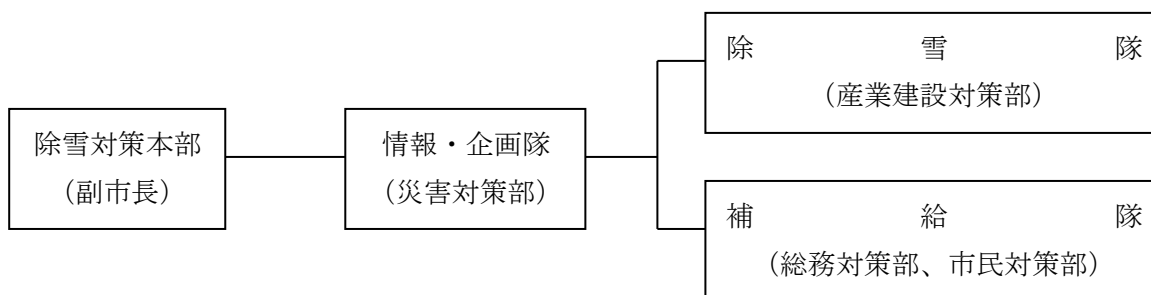 除雪対策本部
（副市長）
情報・企画隊
（災害対策部）
除雪隊
（産業建設対策部）
補給隊
（総務対策部、市民対策部）